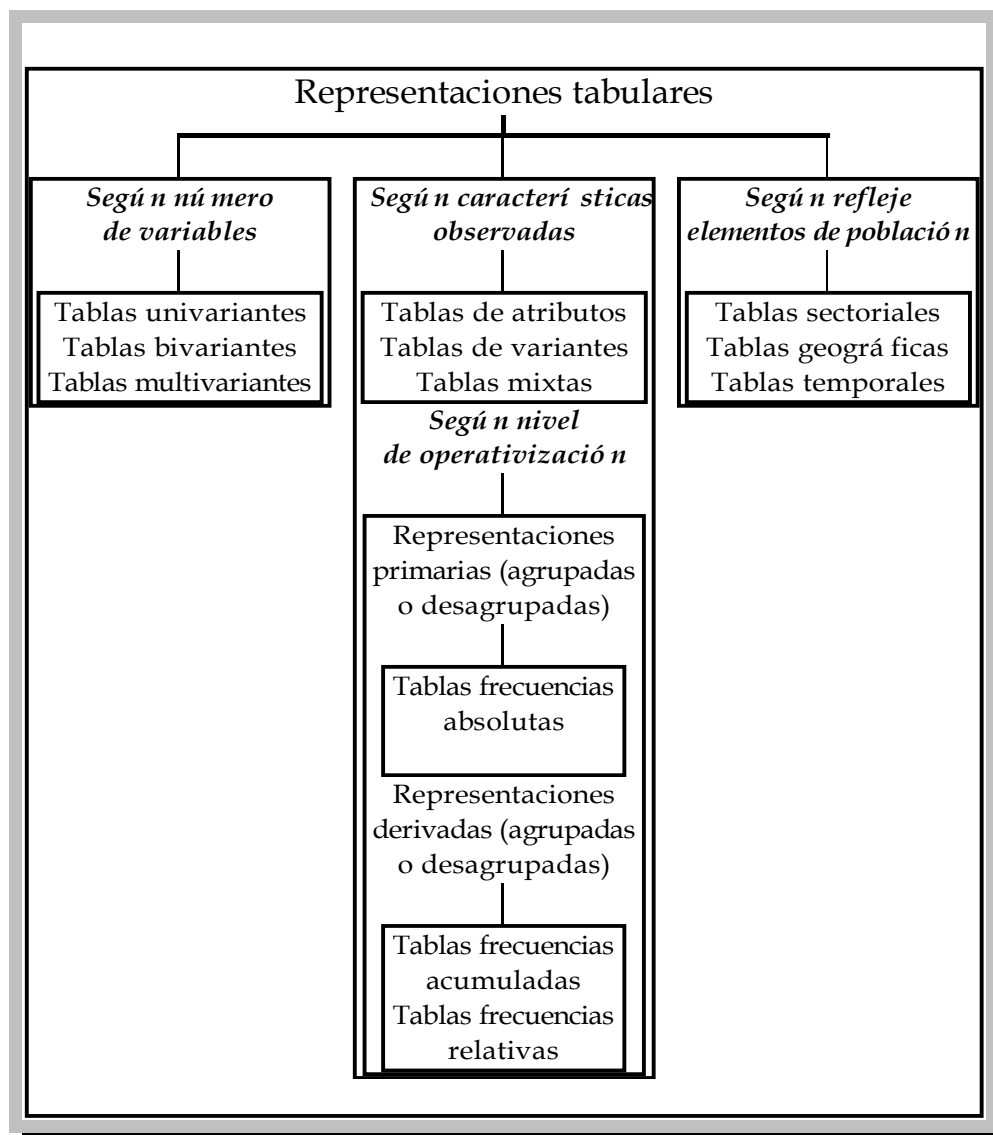 Representaciones tabulares
Segú n nú mero
de variables
Tablas univariantes
Tablas bivariantes
Tablas multivariantes
Segú n caracterí sticas
observadas
Tablas de atributos
Tablas de variantes
Tablas mixtas
Segú n nivel
de operativizació n
Representaciones
primarias (agrupadas
o desagrupadas)
Tablas frecuencias
absolutas
Representaciones
derivadas (agrupadas
o desagrupadas)
Tablas frecuencias
acumuladas
Tablas frecuencias
relativas
Segú n refleje
elementos de població n
Tablas sectoriales
Tablas geográ ficas
Tablas temporales